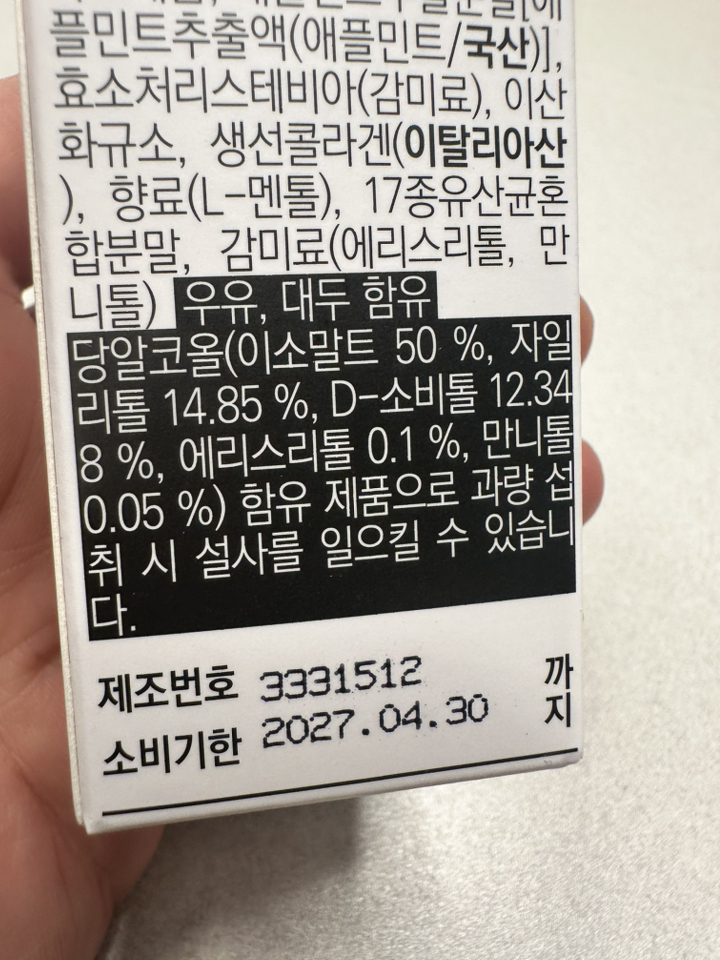 플민트추출액(애플민트/국산)],
효소처리스테비아(감미료), 이산
화규소, 생선콜라겐(이탈리아산
), 향료(L-멘톨), 17종유산균혼
합분말, 감미료(에리스리톨, 만
니톨) 우유, 대두 함유
당알코올(이소말트 50 %, 자일
리톨 14.85 %, D-소비톨 12.34
8 %, 에리스리톨 0.1 %, 만니톨
0.05 %) 함유 제품으로 과량 섭
취 시 설사를 일으킬 수 있습니
다.
제조번호 3331512 까
소비기한 2027.04.30 지